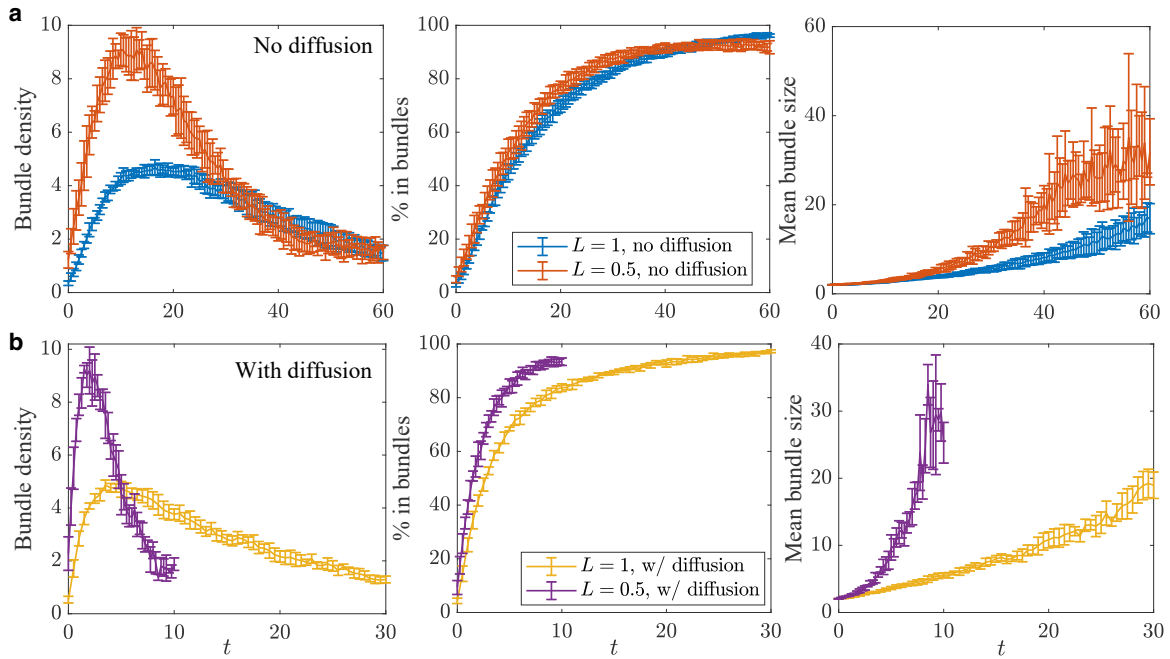 a
No diffusion
Bundle density
0
2
4
6
8
10
0 20 40 60
% in bundles
0
20
40
60
80
100
0 20 40 60
L = 1, no diffusion
L = 0.5, no diffusion
Mean bundle size
0
20
40
60
0 20 40 60
b
With diffusion
Bundle density
0
2
4
6
8
10
0 10 20 30
t
% in bundles
0
20
40
60
80
100
0 10 20 30
t
L = 1, w/ diffusion
L = 0.5, w/ diffusion
Mean bundle size
0
10
20
30
40
0 10 20 30
t